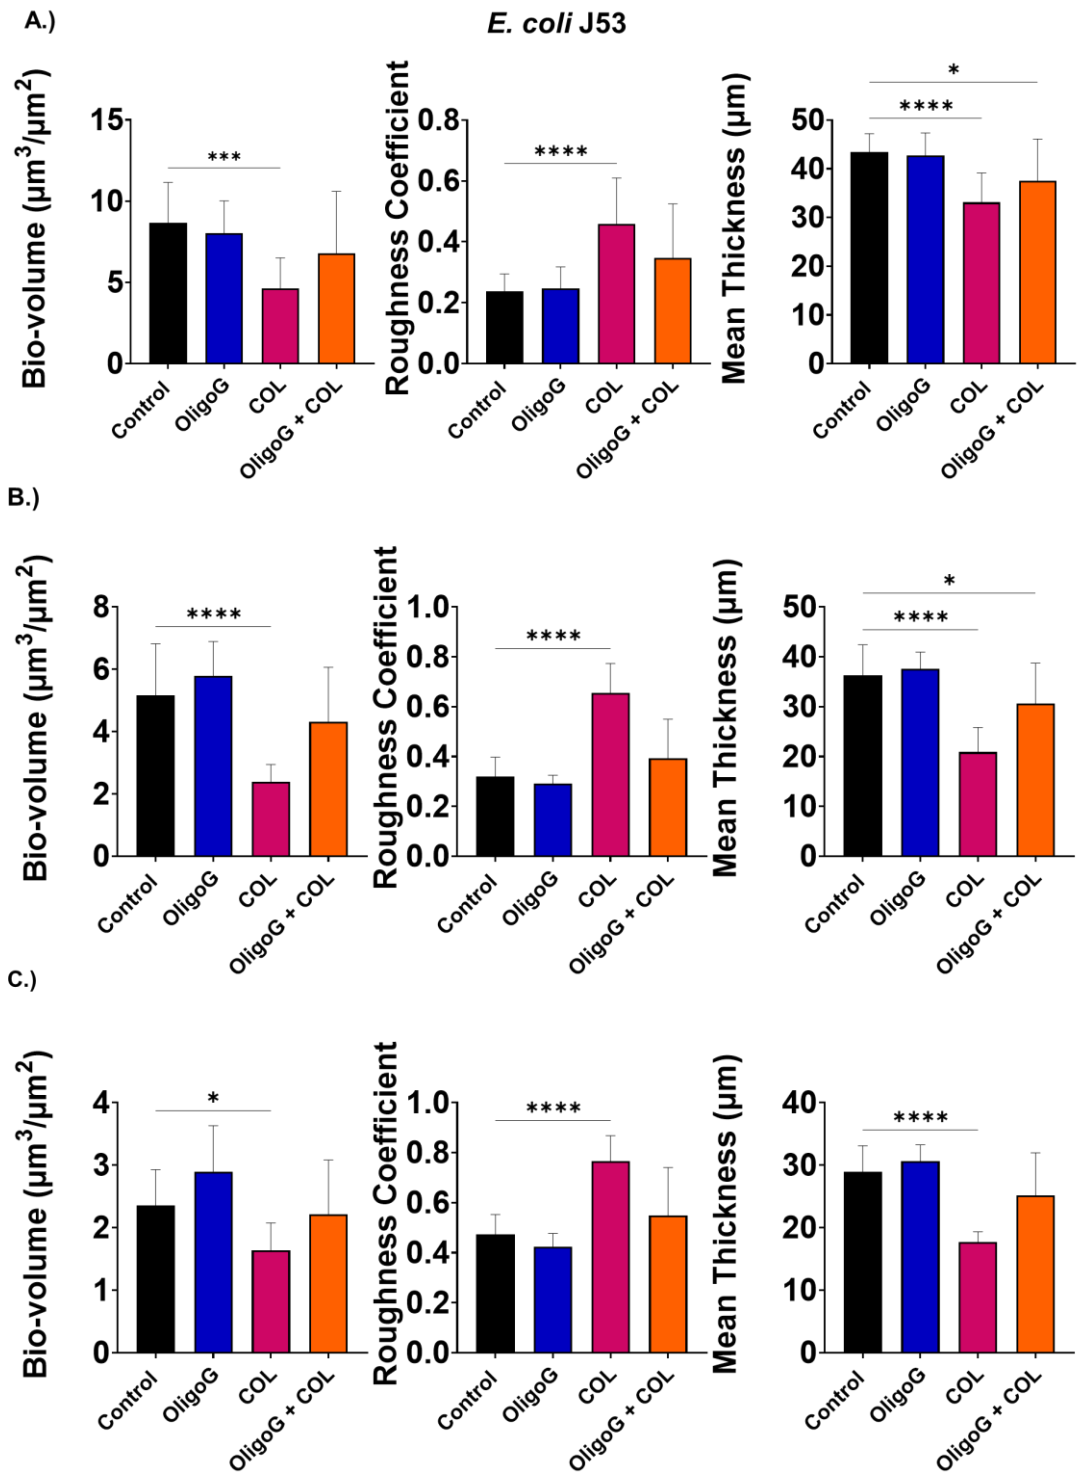 A.)
E. coli J53
Bio-volume (µm³/µm²)
15
10
5
0
***
Control
OligoG
COL
OligoG + COL
Roughness Coefficient
0.8
0.6
0.4
0.2
0.0
****
Control
OligoG
COL
OligoG + COL
Mean Thickness (µm)
50
40
30
20
10
0
*
****
Control
OligoG
COL
OligoG + COL
B.)
Bio-volume (µm³/µm²)
8
6
4
2
0
****
Control
OligoG
COL
OligoG + COL
Roughness Coefficient
1.0
0.8
0.6
0.4
0.2
0.0
****
Control
OligoG
COL
OligoG + COL
Mean Thickness (µm)
50
40
30
20
10
0
*
****
Control
OligoG
COL
OligoG + COL
C.)
Bio-volume (µm³/µm²)
4
3
2
1
0
*
Control
OligoG
COL
OligoG + COL
Roughness Coefficient
1.0
0.8
0.6
0.4
0.2
0.0
****
Control
OligoG
COL
OligoG + COL
Mean Thickness (µm)
40
30
20
10
0
****
Control
OligoG
COL
OligoG + COL